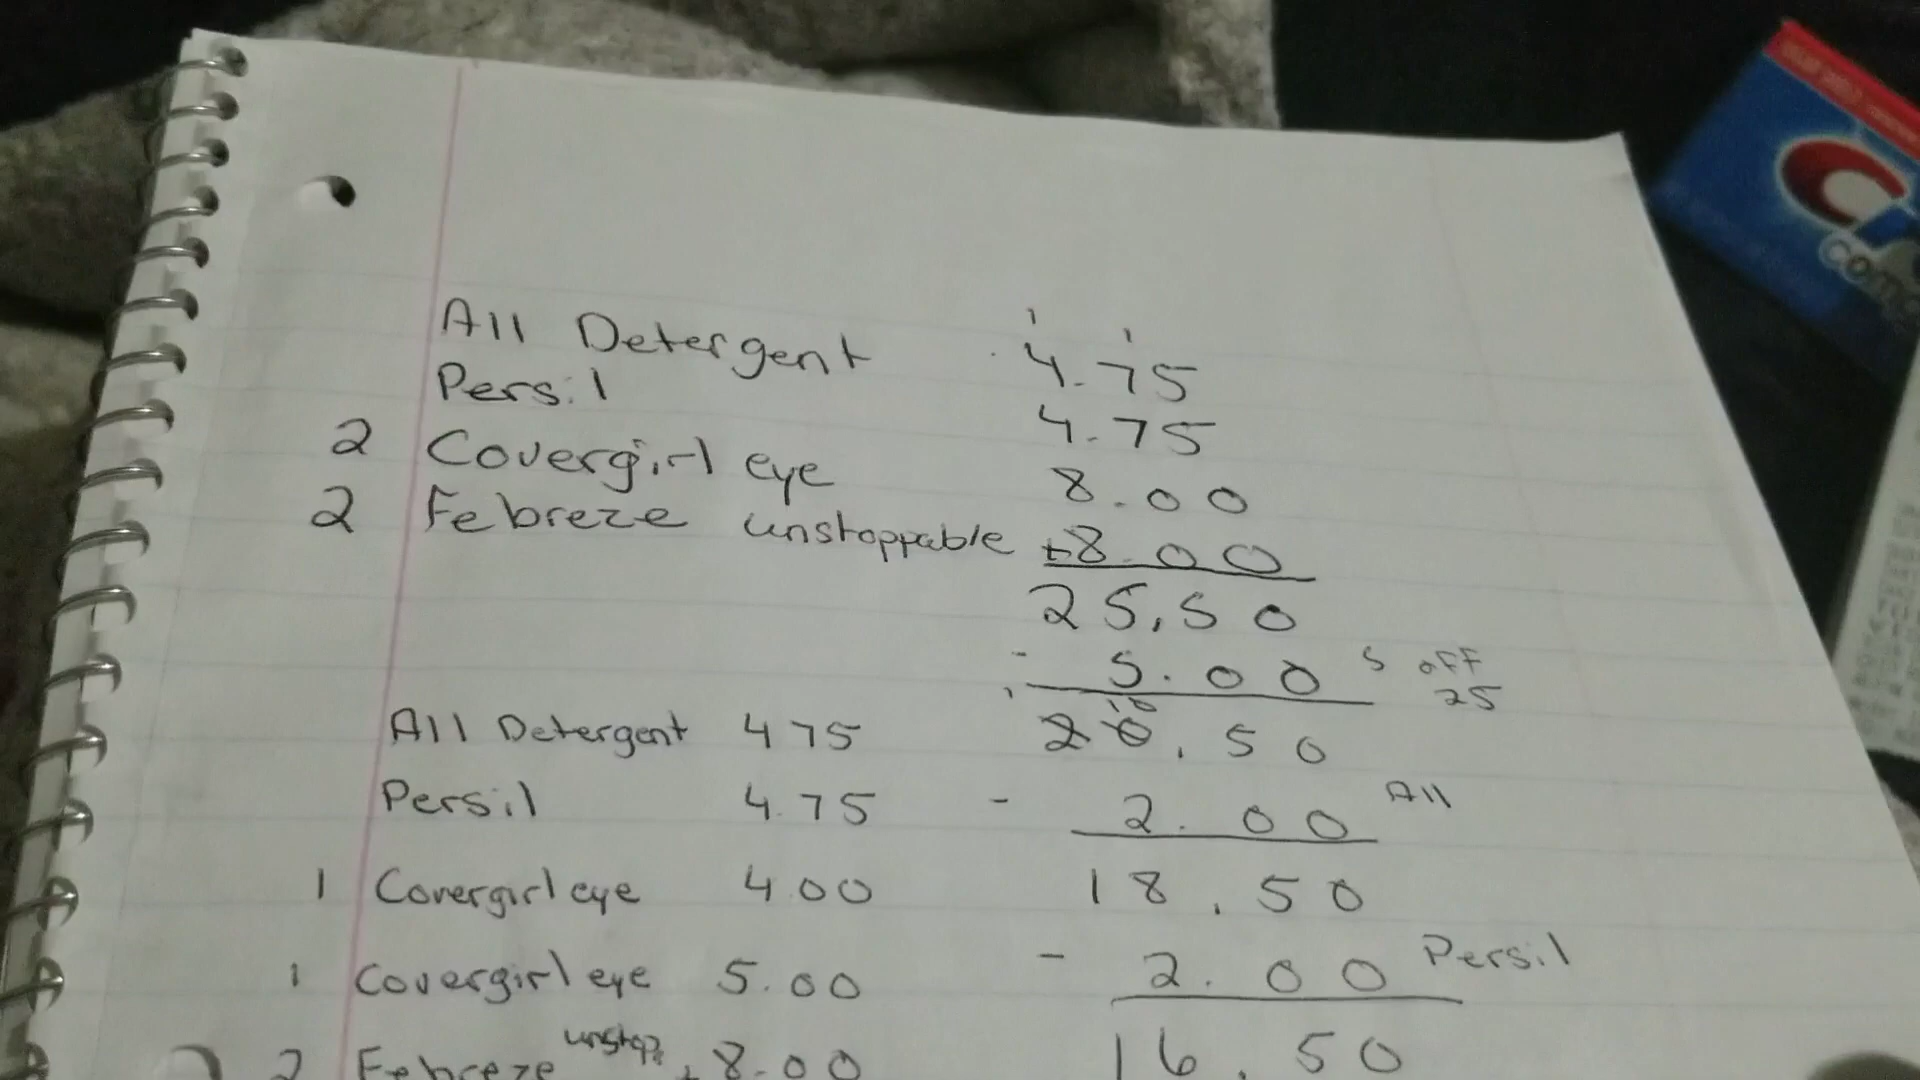 All Detergent 4.75
Persil 4.75
2 Covergirl eye 8.00
2 Febreze unstoppable +8.00
25.50
- 5.00 5 off 25
20.50
- 2.00 All
18.50
- 2.00 Persil
16.50
All Detergent 4 75
Persil 4.75
1 Covergirl eye 4.00
1 Covergirl eye 5.00
2 Febreze +8.00